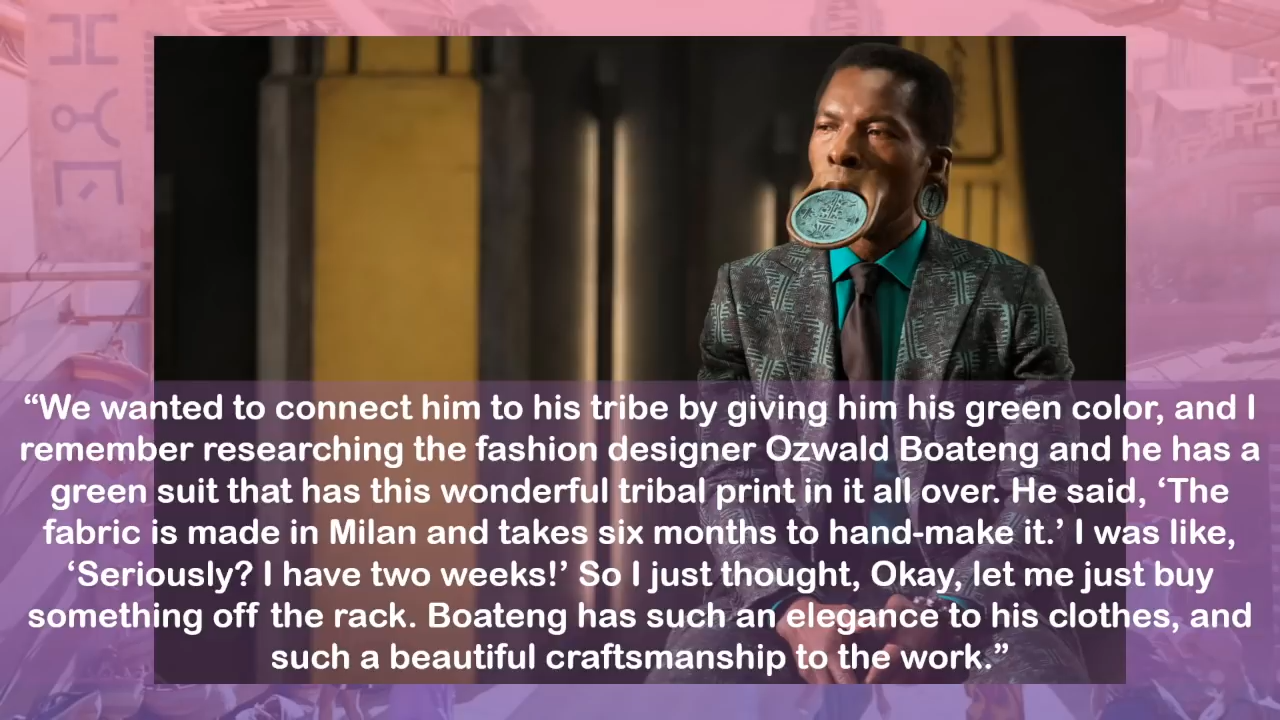 “We wanted to connect him to his tribe by giving him his green color, and I
remember researching the fashion designer Ozwald Boateng and he has a
green suit that has this wonderful tribal print in it all over. He said, ‘The
fabric is made in Milan and takes six months to hand-make it.’ I was like,
‘Seriously? I have two weeks!’ So I just thought, Okay, let me just buy
something off the rack. Boateng has such an elegance to his clothes, and
such a beautiful craftsmanship to the work.”